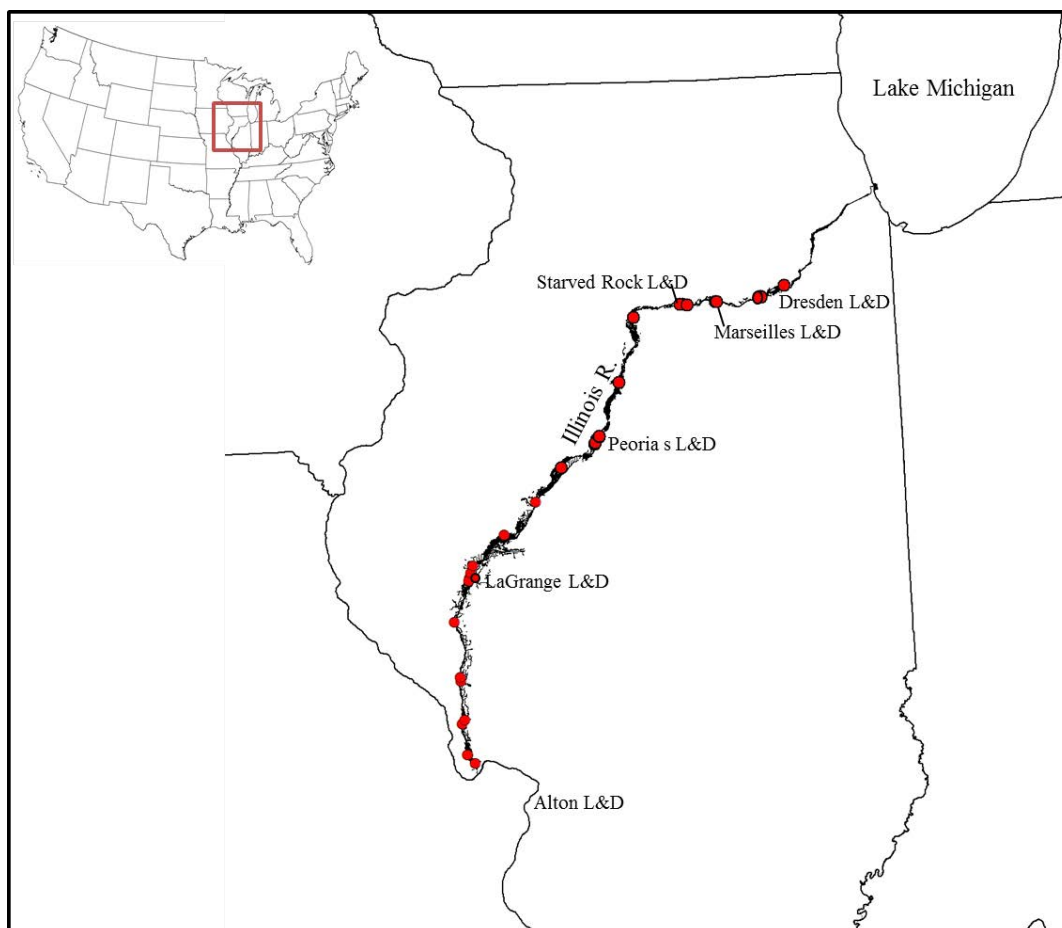 Lake Michigan
Starved Rock L&D
Dresden L&D
Marseilles L&D
Illinois R.
Peoria s L&D
LaGrange L&D
Alton L&D